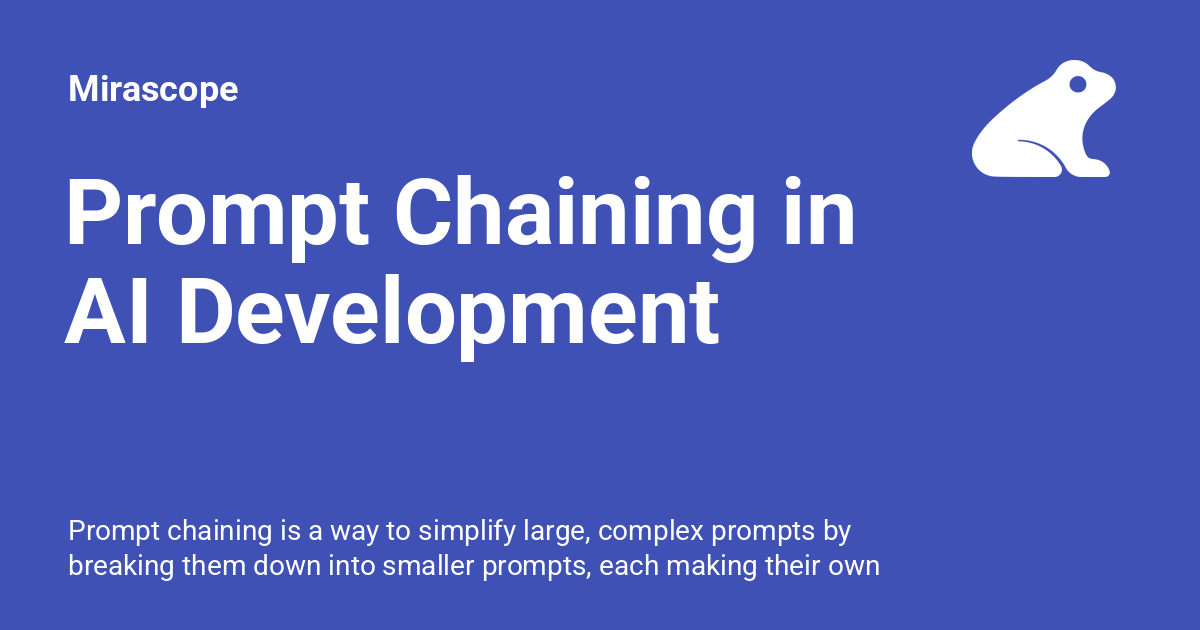 Mirascope
Prompt Chaining in
AI Development
Prompt chaining is a way to simplify large, complex prompts by
breaking them down into smaller prompts, each making their own